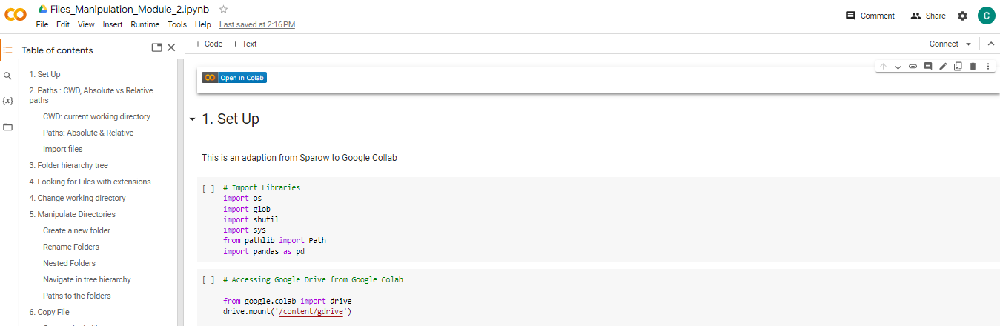 Files_Manipulation_Module_2.ipynb
File Edit View Insert Runtime Tools Help Last saved at 2:16 PM
Comment Share C
Table of contents
+ Code + Text
Connect
1. Set Up
2. Paths : CWD, Absolute vs Relative
paths
CWD: current working directory
Paths: Absolute & Relative
Import files
3. Folder hierarchy tree
4. Looking for Files with extensions
4. Change working directory
5. Manipulate Directories
Create a new folder
Rename Folders
Nested Folders
Navigate in tree hierarchy
Paths to the folders
6. Copy File
{x}
Open in Colab
1. Set Up
This is an adaption from Sparow to Google Collab
[ ] # Import Libraries
import os
import glob
import shutil
import sys
from pathlib import Path
import pandas as pd
[ ] # Accessing Google Drive from Google Colab
from google.colab import drive
drive.mount('/content/gdrive')